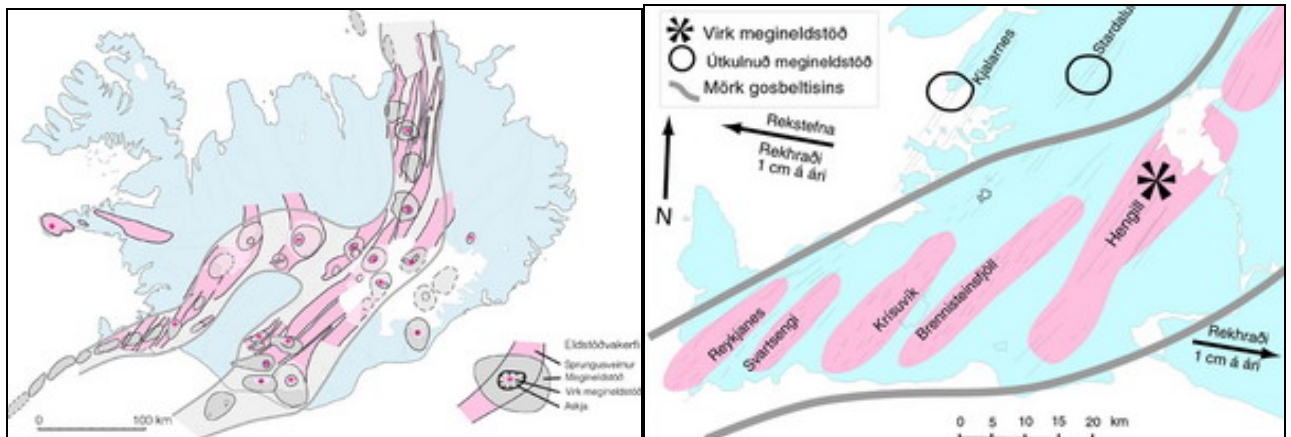 Eldstöðvakerfi
Sprungusveimur
Megineldstöð
Virk megineldstöð
Askja
0 100 km
Virk megineldstöð
Útkulnuð megineldstöð
Mörk gosbeltisins
Kjalarnes
Stardalur
Rekstefna
Rekhraði
1 cm á ári
N
Hengill
Krísuvík
Brennisteinsfjöll
Reykjanes
Svartsengi
Rekhraði
1 cm á ári
0 5 10 15 20 km